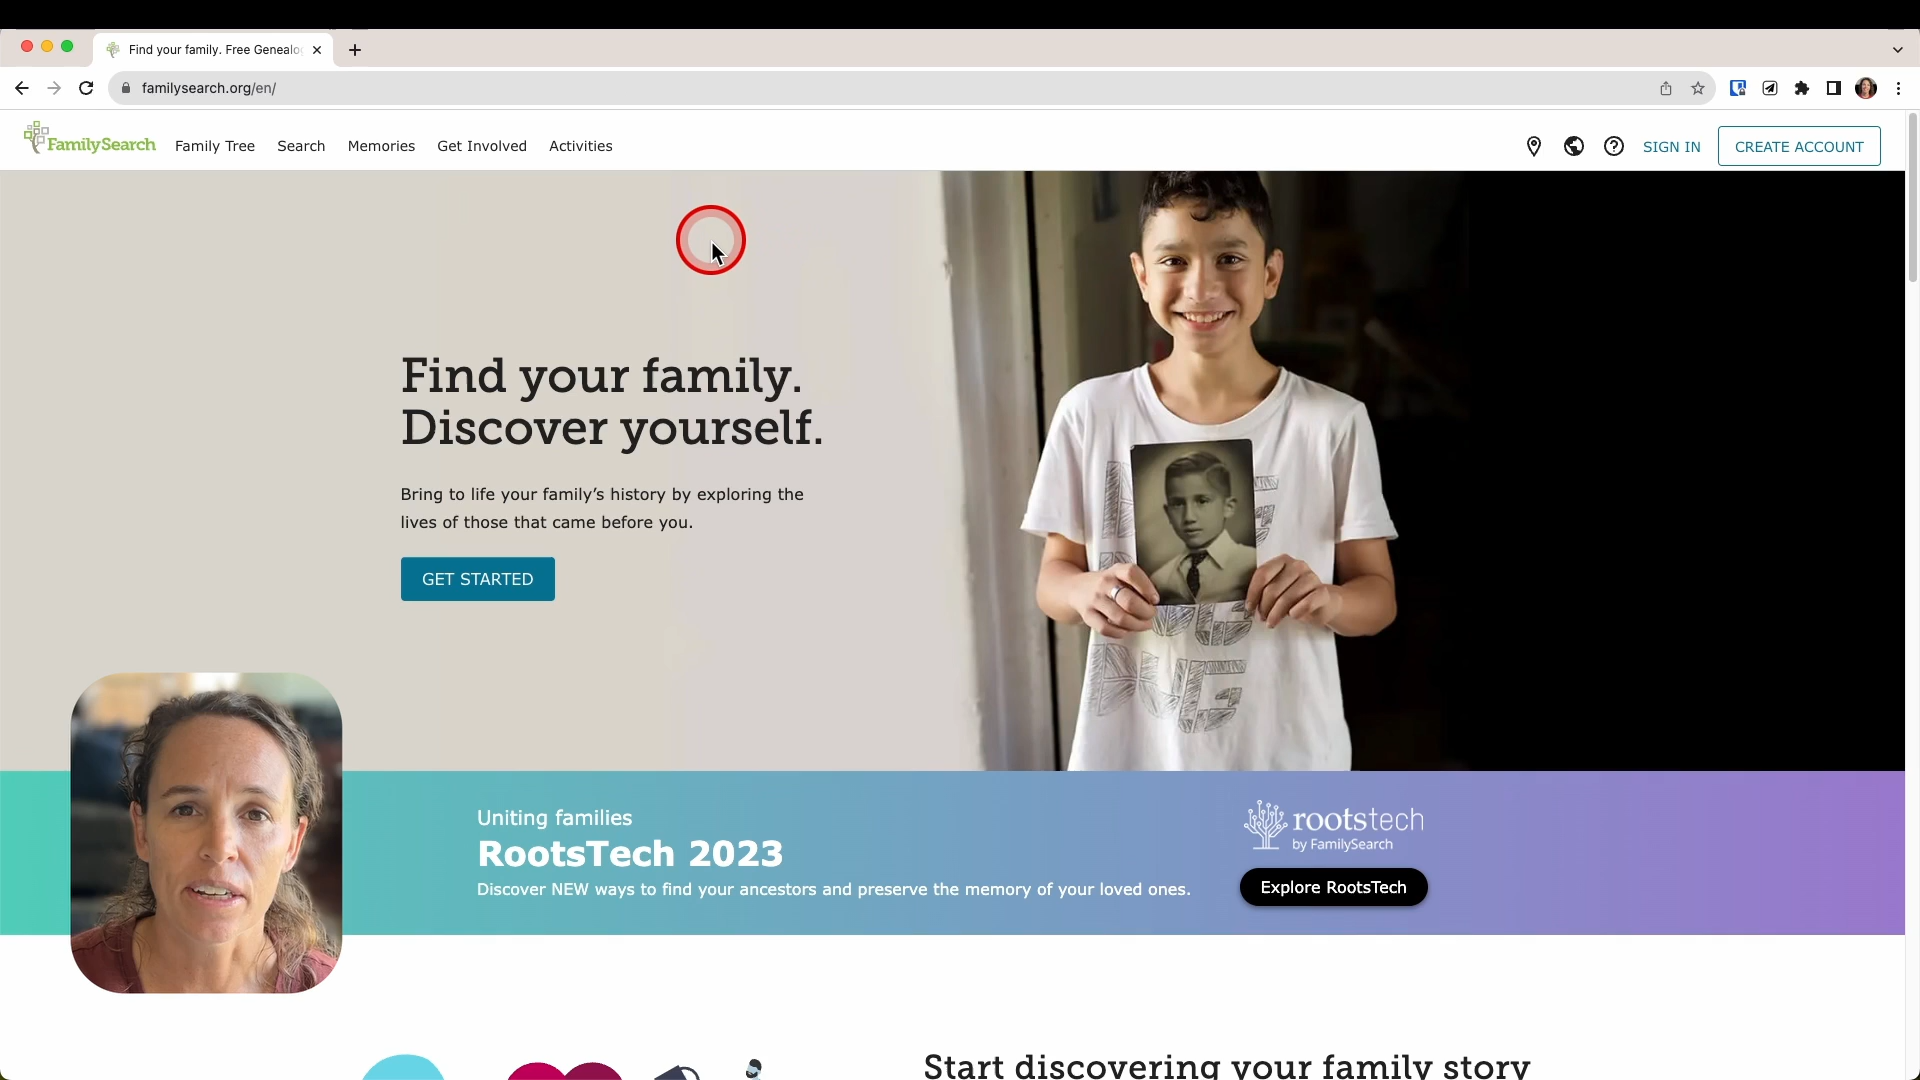 Find your family. Free Genealo
familysearch.org/en/
FamilySearch
Family Tree
Search
Memories
Get Involved
Activities
SIGN IN
CREATE ACCOUNT
Find your family.
Discover yourself.
Bring to life your family’s history by exploring the
lives of those that came before you.
GET STARTED
Uniting families
RootsTech 2023
Discover NEW ways to find your ancestors and preserve the memory of your loved ones.
rootstech
by FamilySearch
Explore RootsTech
Start discovering your family story